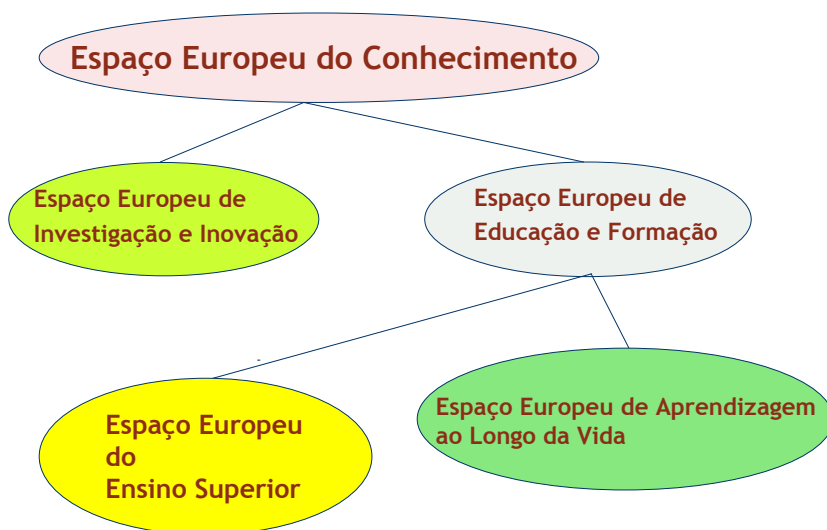 Espaço Europeu do Conhecimento
Espaço Europeu de
Investigação e Inovação
Espaço Europeu de
Educação e Formação
Espaço Europeu
do
Ensino Superior
Espaço Europeu de Aprendizagem
ao Longo da Vida